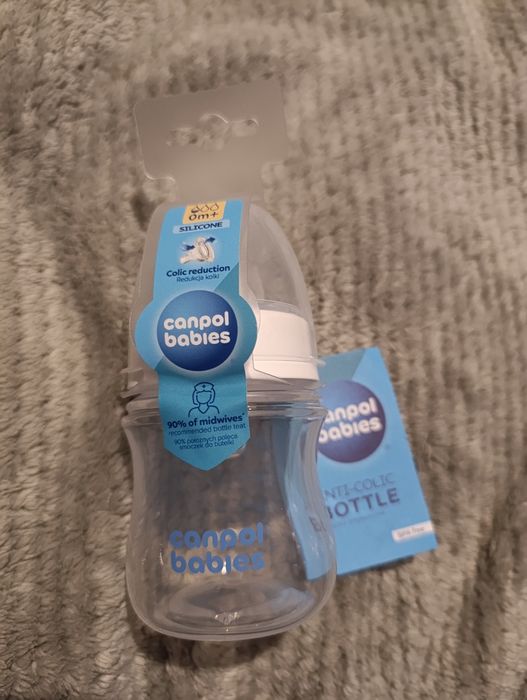 0m+
SILICONE
Colic reduction
Redukcja kolki
canpol
babies
90% of midwives*
recommended bottle teat
90% położnych poleca
smoczek do butelki
canpol
babies
canpol
babies
ANTI-COLIC
BOTTLE